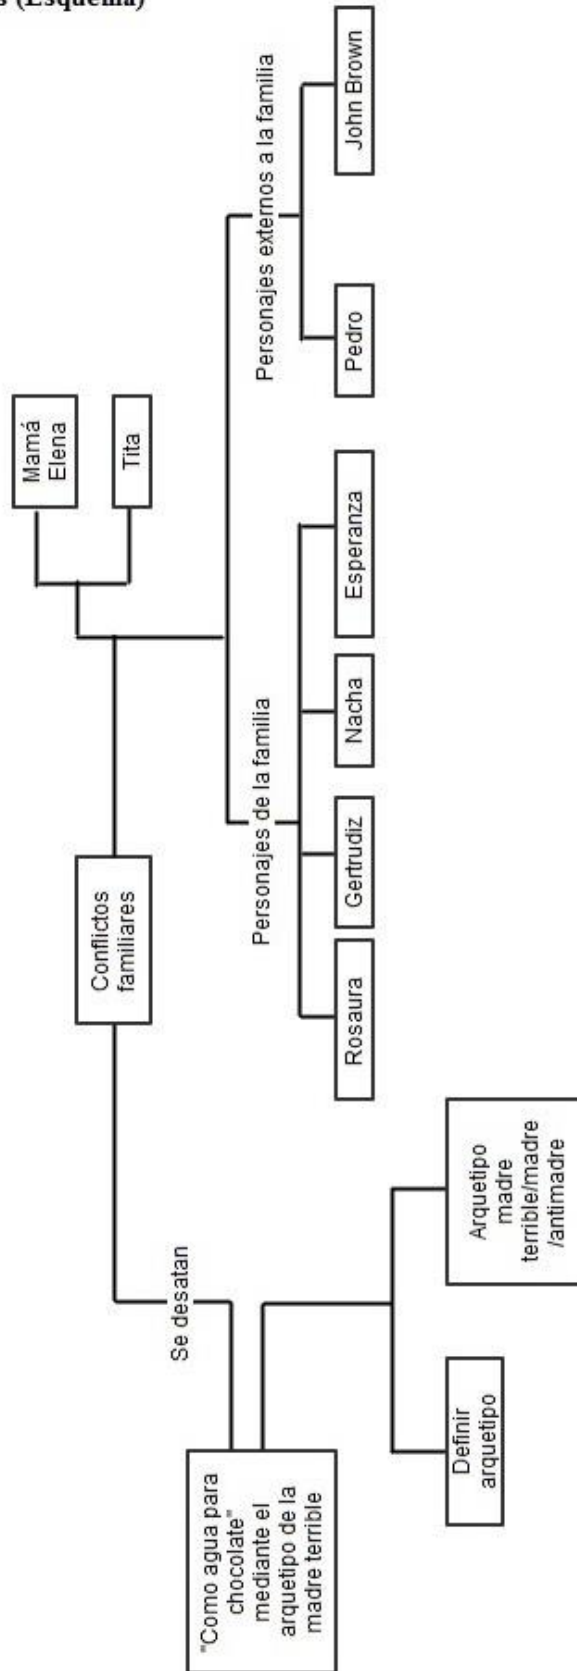 s (Esquema)
"Como agua para
chocolate"
mediante el
arquetipo de la
madre terrible
Se desatan
Conflictos
familiares
Mamá
Elena
Tita
Personajes de la familia
Personajes externos a la familia
Rosaura
Gertrudiz
Nacha
Esperanza
Pedro
John Brown
Definir
arquetipo
Arquetipo
madre
terrible/madre
/antimadre